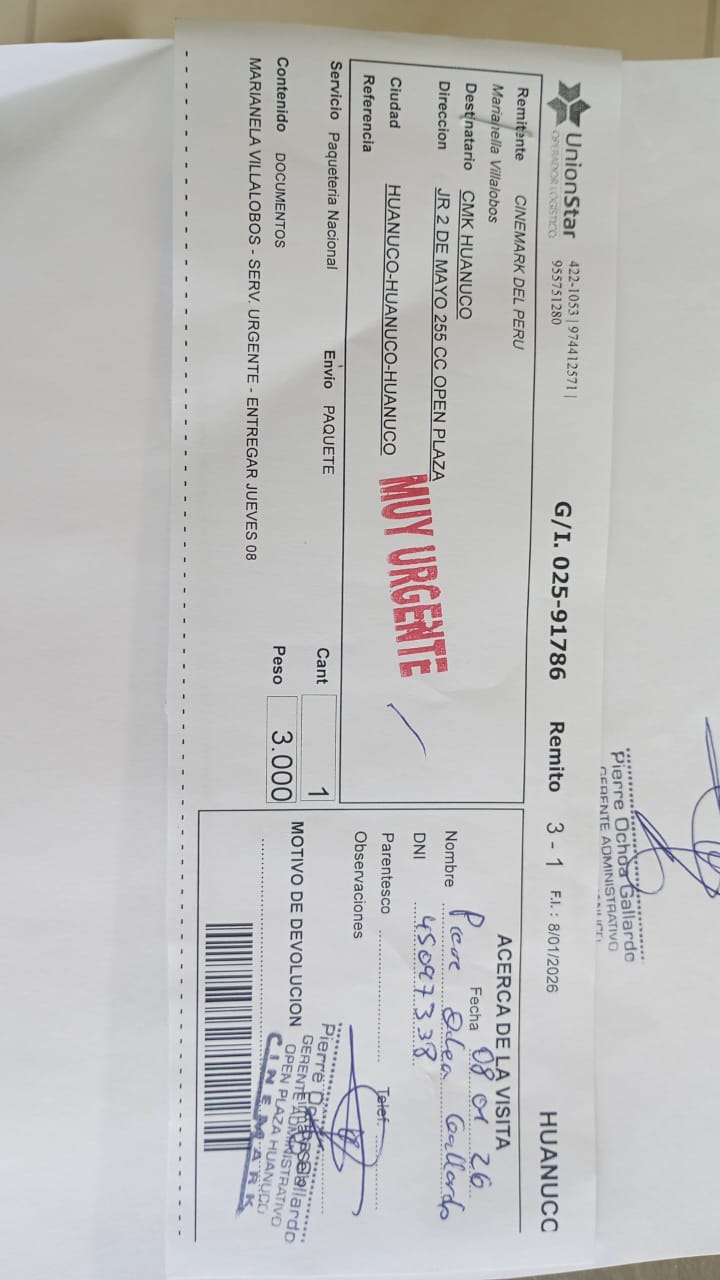 UnionStar
OPERADOR LOGISTICO
422-1053 | 974412571 |
955751280
G/I. 025-91786 Remito 3 - 1 F.I.: 8/01/2026 HUANUCC
Remitente CINEMARK DEL PERU
Marianella Villalobos
Destinatario CMK HUANUCO
Direccion JR 2 DE MAYO 255 CC OPEN PLAZA
Ciudad HUANUCO-HUANUCO-HUANUCO
Referencia
MUY URGENTE
Servicio Paqueteria Nacional Envio PAQUETE Cant 1
Contenido DOCUMENTOS Peso 3.000
MARIANELA VILLALOBOS - SERV. URGENTE - ENTREGAR JUEVES 08
ACERCA DE LA VISITA
Fecha 08 01 26
Nombre Gallardo
DNI 45097338
Parentesco Telef
Observaciones
MOTIVO DE DEVOLUCION
Pierre Gallardo
GERENTE ADMINISTRATIVO
OPEN PLAZA HUANUCO
CINEMARK
Pierre Ochoa Gallardo
GERENTE ADMINISTRATIVO